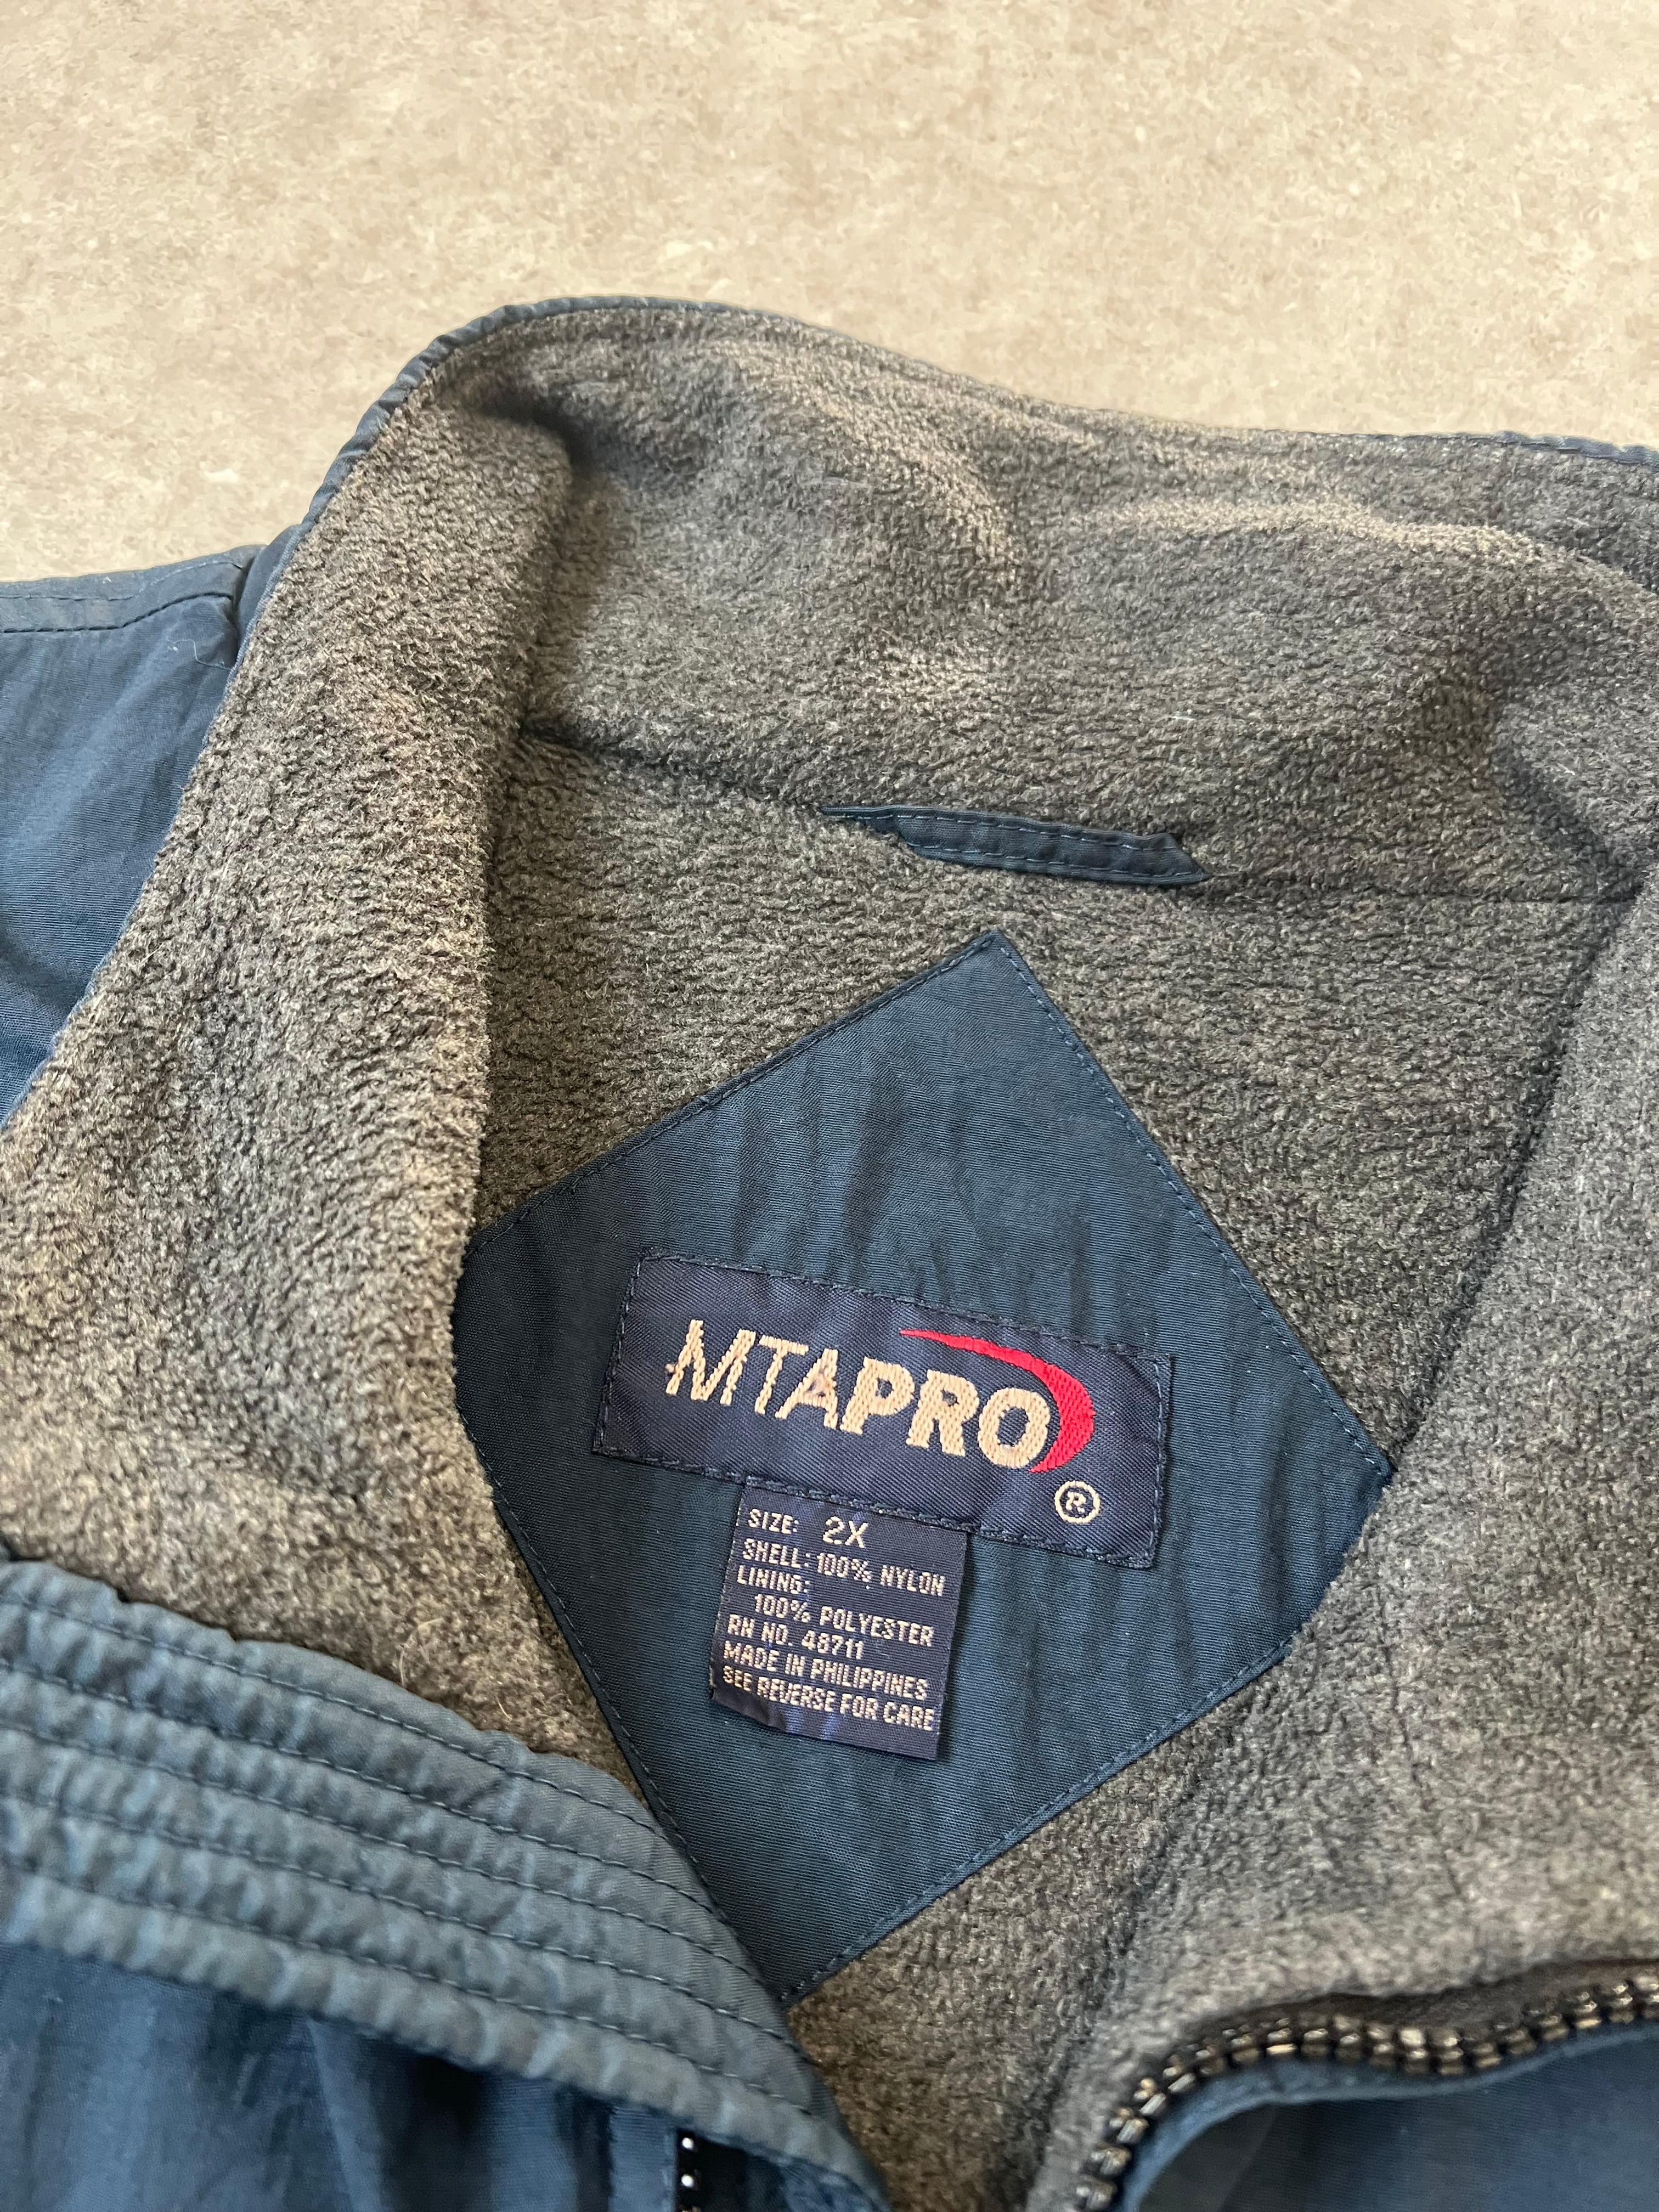 MTAPRO
®
SIZE: 2X
SHELL: 100% NYLON
LINING:
100% POLYESTER
RN NO. 48711
MADE IN PHILIPPINES
SEE REVERSE FOR CARE